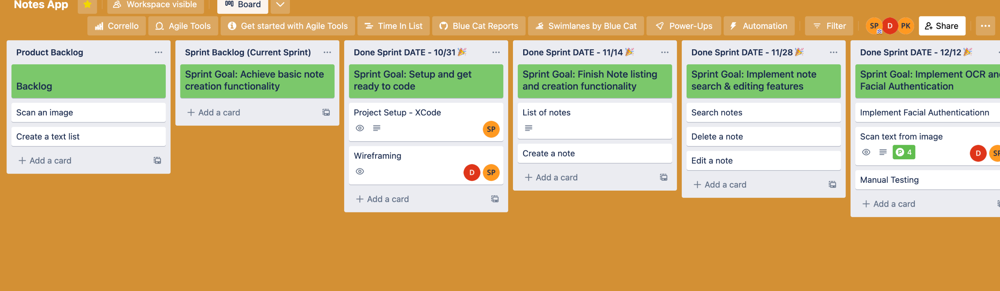 Notes App
Workspace visible
Board
Corrello
Agile Tools
Get started with Agile Tools
Time In List
Blue Cat Reports
Swimlanes by Blue Cat
Power-Ups
Automation
Filter
SP
D
PK
Share
Product Backlog
Backlog
Scan an image
Create a text list
+ Add a card
Sprint Backlog (Current Sprint)
Sprint Goal: Achieve basic note
creation functionality
+ Add a card
Done Sprint DATE - 10/31 🎉
Sprint Goal: Setup and get
ready to code
Project Setup - XCode
SP
Wireframing
D
SP
+ Add a card
Done Sprint DATE - 11/14 🎉
Sprint Goal: Finish Note listing
and creation functionality
List of notes
Create a note
+ Add a card
Done Sprint DATE - 11/28 🎉
Sprint Goal: Implement note
search & editing features
Search notes
Delete a note
Edit a note
+ Add a card
Done Sprint DATE - 12/12 🎉
Sprint Goal: Implement OCR an
Facial Authentication
Implement Facial Authenticationn
Scan text from image
P 4
D
SP
Manual Testing
+ Add a card